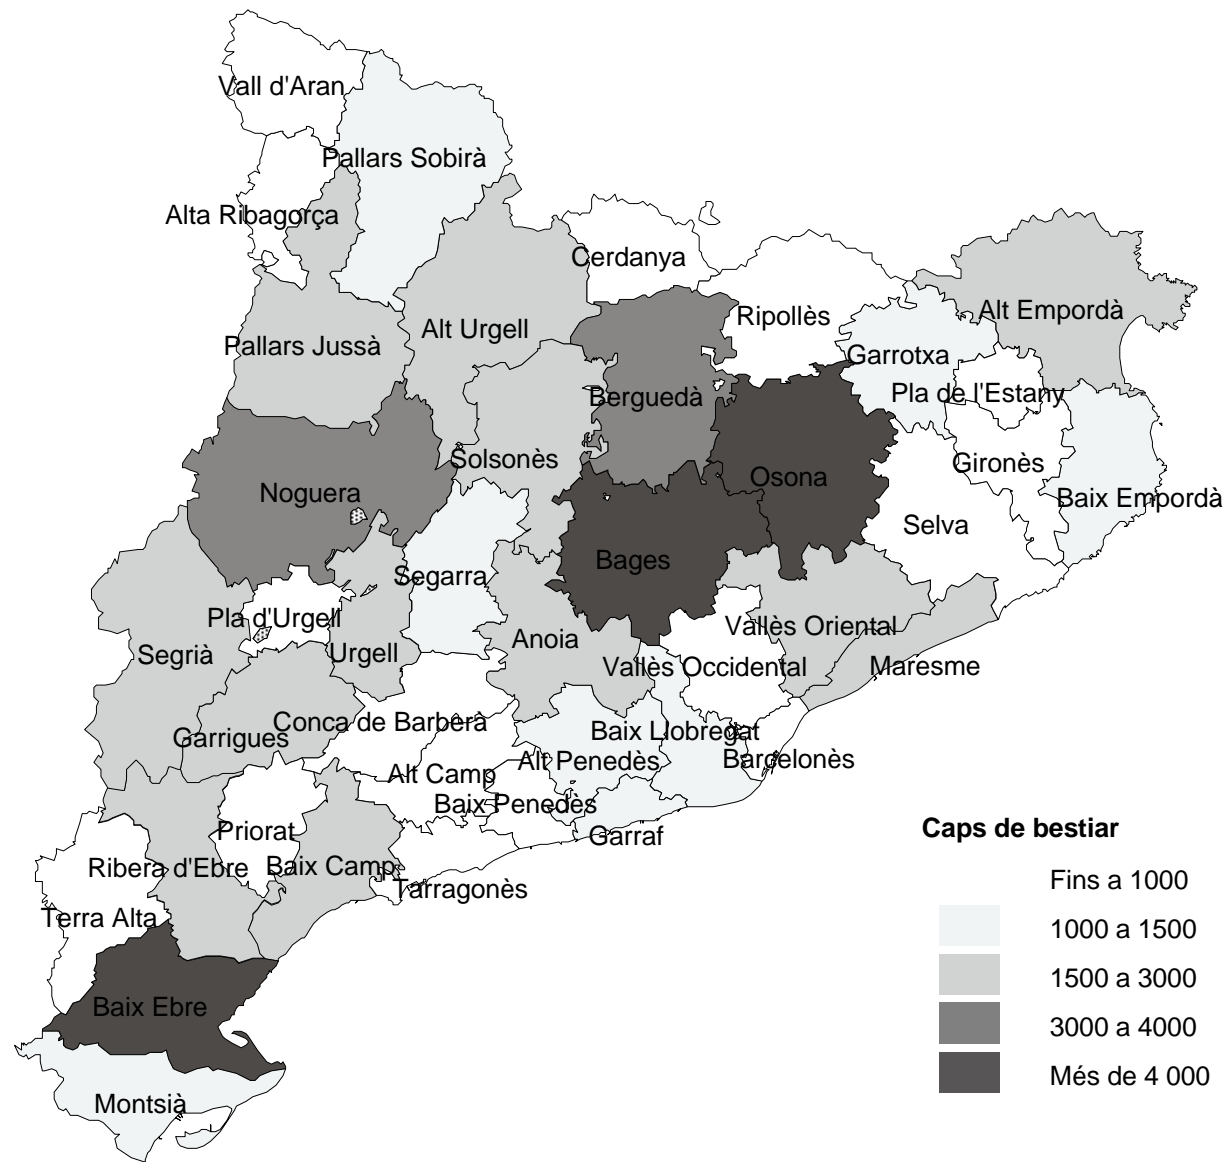 Vall d'Aran
Pallars Sobirà
Alta Ribagorça
Cerdanya
Alt Empordà
Ripollès
Alt Urgell
Pallars Jussà
Garrotxa
Pla de l'Estany
Berguedà
Solsonès
Gironès
Osona
Noguera
Baix Empordà
Selva
Bages
Segarra
Pla d'Urgell
Vallès Oriental
Anoia
Urgell
Segrià
Vallès Occidental
Maresme
Conca de Barberà
Baix Llobregat
Garrigues
Alt Penedès
Barcelonès
Alt Camp
Baix Penedès
Priorat
Garraf
Ribera d'Ebre
Baix Camp
Tarragonès
Terra Alta
Baix Ebre
Montsià
Caps de bestiar
Fins a 1000
1000 a 1500
1500 a 3000
3000 a 4000
Més de 4 000